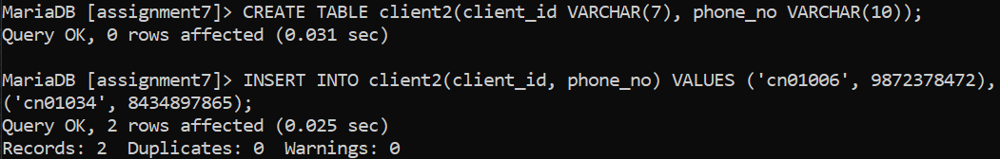 MariaDB [assignment7]> CREATE TABLE client2(client_id VARCHAR(7), phone_no VARCHAR(10));
Query OK, 0 rows affected (0.031 sec)
MariaDB [assignment7]> INSERT INTO client2(client_id, phone_no) VALUES ('cn01006', 9872378472),
('cn01034', 8434897865);
Query OK, 2 rows affected (0.025 sec)
Records: 2  Duplicates: 0  Warnings: 0